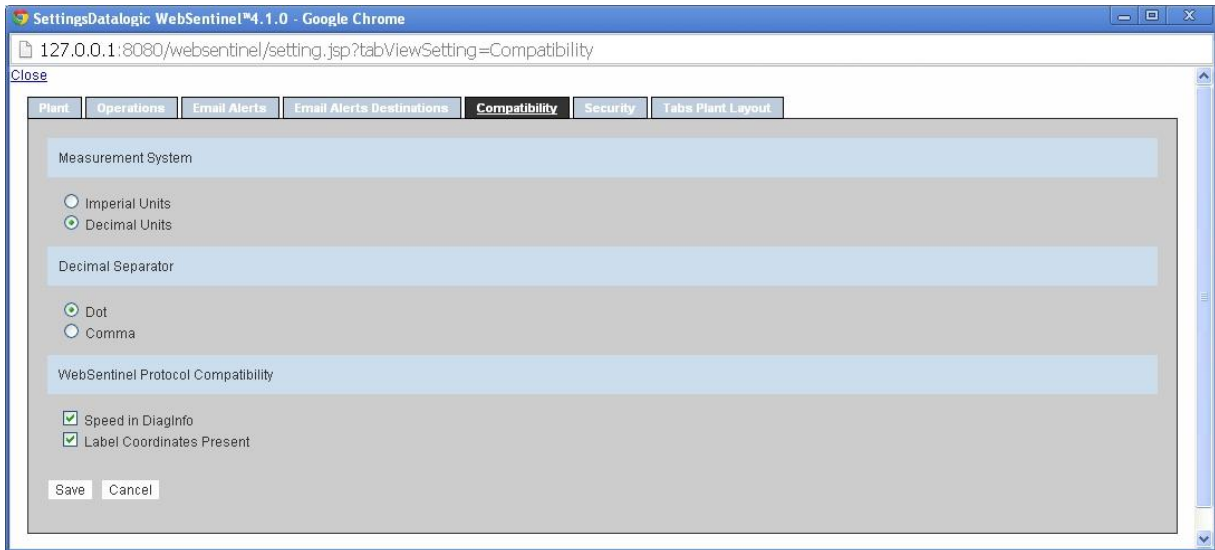 SettingsDatalogic WebSentinel™4.1.0 - Google Chrome
127.0.0.1:8080/websentinel/setting.jsp?tabViewSetting=Compatibility
Close
Plant Operations Email Alerts Email Alerts Destinations Compatibility Security Tabs Plant Layout
Measurement System
Imperial Units
Decimal Units
Decimal Separator
Dot
Comma
WebSentinel Protocol Compatibility
Speed in DiagInfo
Label Coordinates Present
Save Cancel